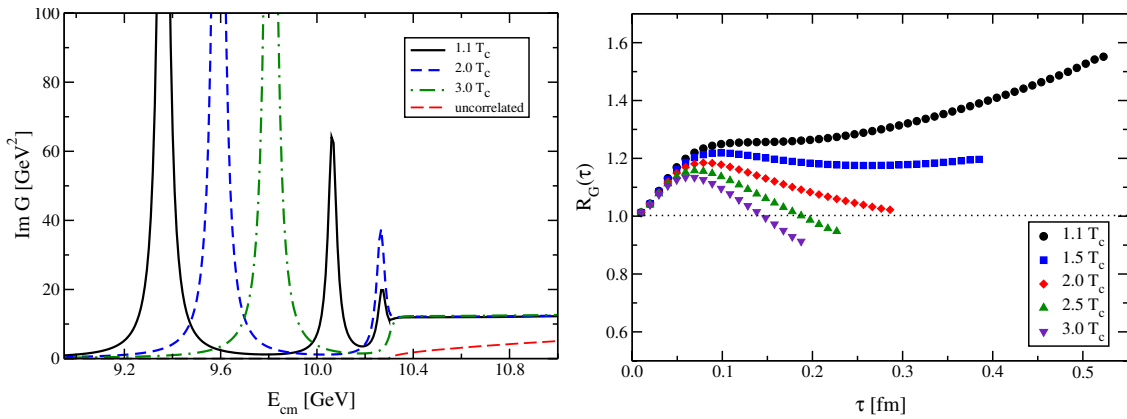 100
80
60
40
20
0
Im G [GeV²]
9.2
9.6
10.0
10.4
10.8
E_cm [GeV]
1.1 T_c
2.0 T_c
3.0 T_c
uncorrelated
1.6
1.4
1.2
1.0
0.8
0.6
R_G(τ)
0.0
0.1
0.2
0.3
0.4
0.5
τ [fm]
1.1 T_c
1.5 T_c
2.0 T_c
2.5 T_c
3.0 T_c